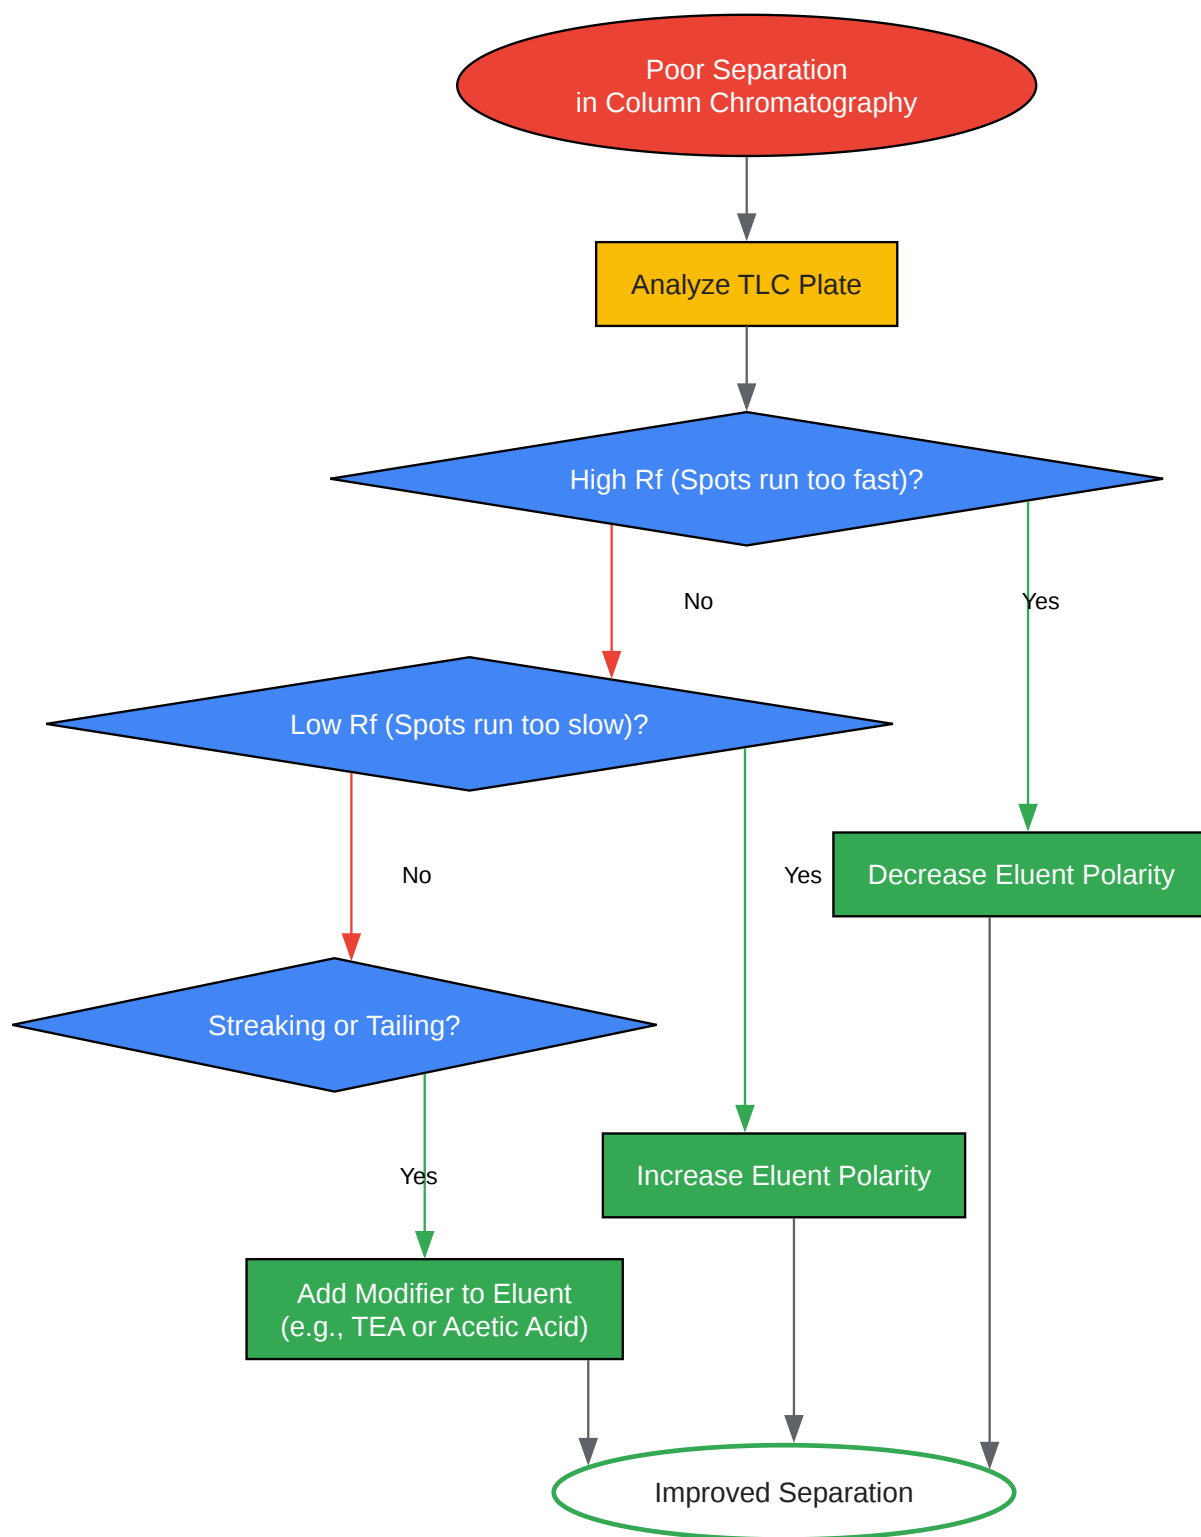 Poor Separation
in Column Chromatography
Analyze TLC Plate
High Rf (Spots run too fast)?
No
Yes
Low Rf (Spots run too slow)?
No
Yes
Decrease Eluent Polarity
Streaking or Tailing?
Yes
Increase Eluent Polarity
Add Modifier to Eluent
(e.g., TEA or Acetic Acid)
Improved Separation